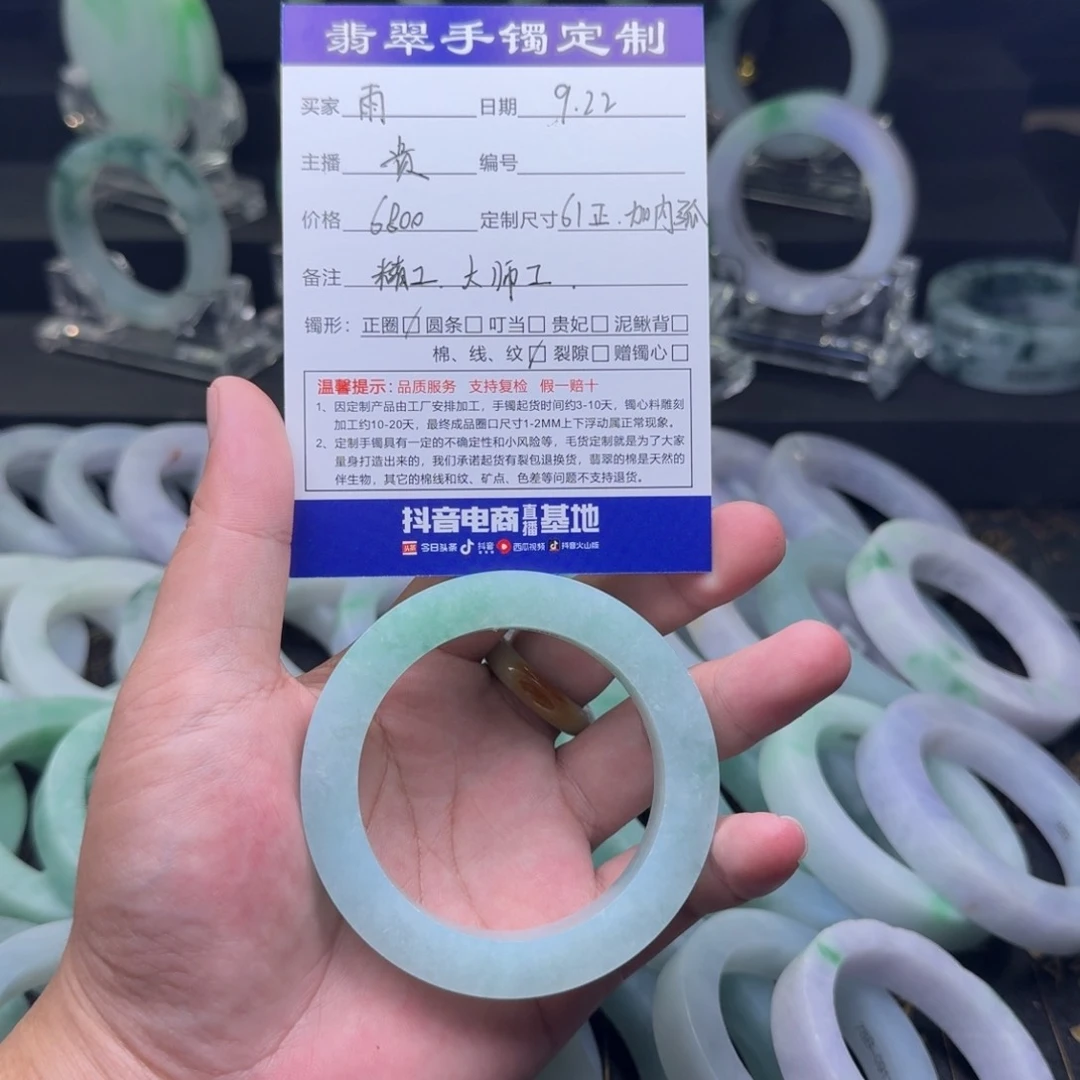 翡翠手镯定制
买家 雨 日期 9.22
主播 贵 编号
价格 6800 定制尺寸 61正.加内弧
备注 精工.大师工.
镯形：正圈☑圆条□叮当□贵妃□泥鳅背□
棉、线、纹☑裂隙□赠镯心□
温馨提示：品质服务 支持复检 假一赔十
1、因定制产品由工厂安排加工，手镯起货时间约3-10天，镯心料雕刻
加工约10-20天，最终成品圈口尺寸1-2MM上下浮动属正常现象。
2、定制手镯具有一定的不确定性和小风险等，毛货定制就是为了大家
量身打造出来的，我们承诺起货有裂包退换货，翡翠的棉是天然的
伴生物，其它的棉线和纹、矿点、色差等问题不支持退货。
抖音电商直播基地
头条 今日头条 抖音 西瓜视频 抖音火山版